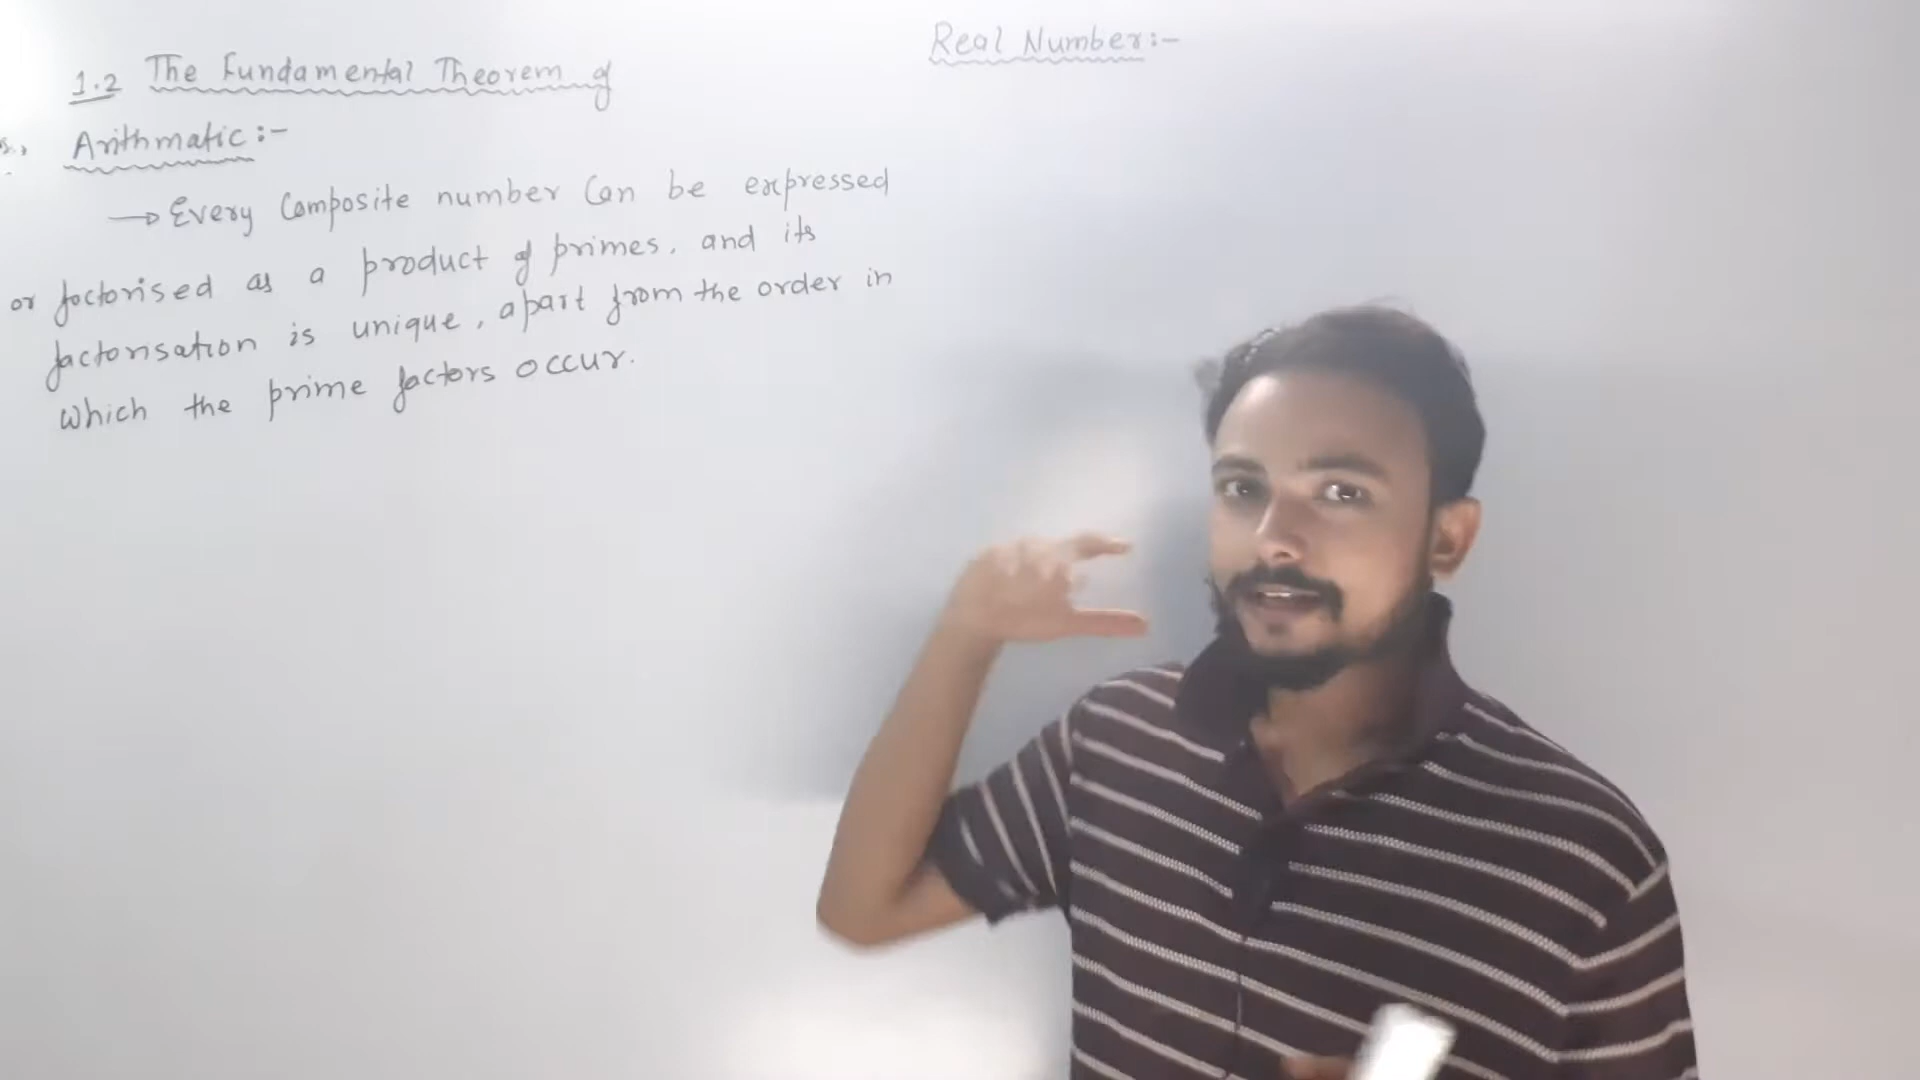 Real Number:-
1.2 The Fundamental Theorem of
Arithmatic:-
→ Every Composite number Can be expressed
or factorised as a product of primes, and its
factorisation is unique, apart from the order in
which the prime factors occur.